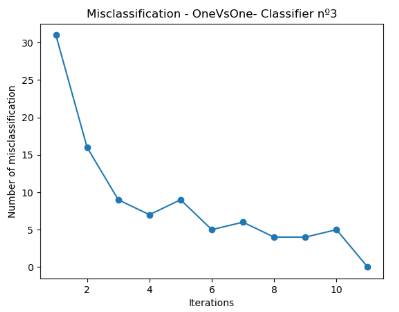 Misclassification - OneVsOne- Classifier nº3
30
25
20
15
10
5
0
Number of misclassification
2 4 6 8 10
Iterations